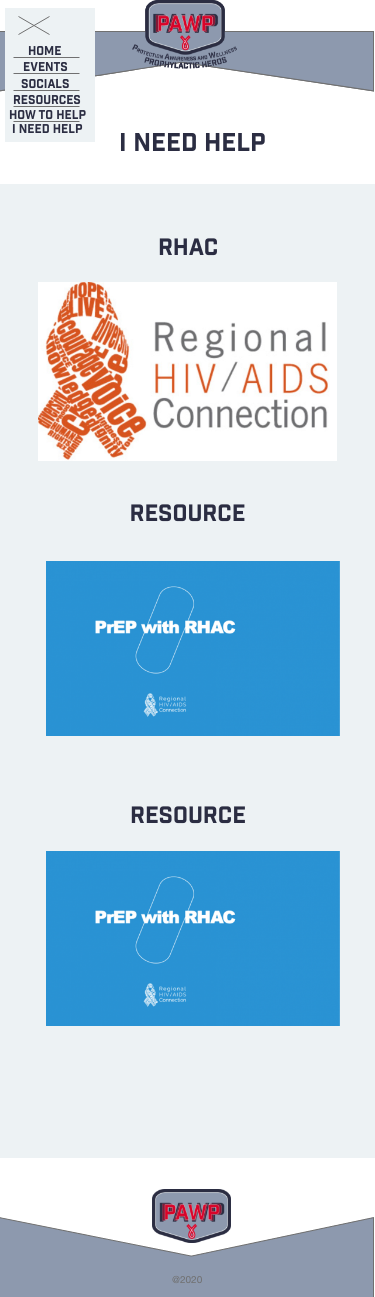 PAWP
Protection Awareness and Wellness
PROPHYLACTIC HEROS
HOME
EVENTS
SOCIALS
RESOURCES
HOW TO HELP
I NEED HELP
I NEED HELP
RHAC
HOPE
LIVE
diversity
courage
voice
knowledge
family
Regional
HIV/AIDS
Connection
RESOURCE
PrEP with RHAC
Regional
HIV/AIDS
Connection
RESOURCE
PrEP with RHAC
Regional
HIV/AIDS
Connection
PAWP
@2020